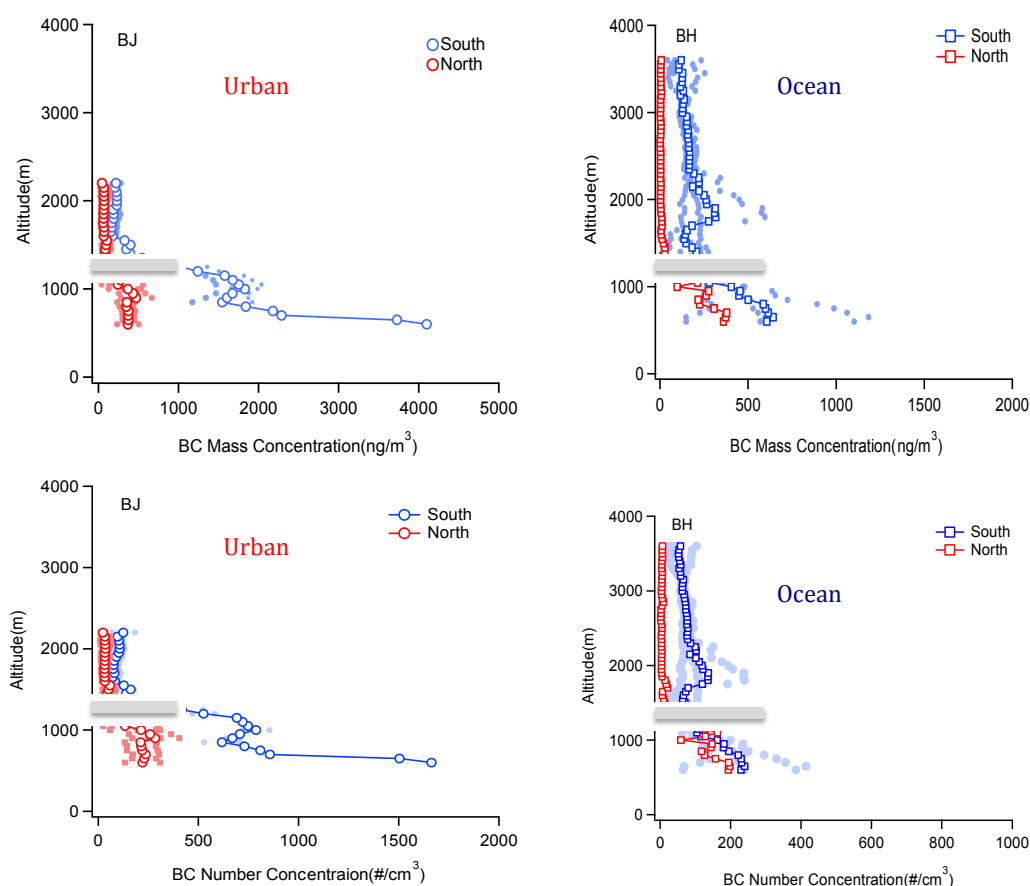 4000
BJ
South
North
Urban
3000
2000
1000
0
Altitude(m)
0 1000 2000 3000 4000 5000
BC Mass Concentration(ng/m³)
4000
BH
South
North
Ocean
3000
2000
1000
0
Altitude(m)
0 500 1000 1500 2000
BC Mass Concentration(ng/m³)
4000
BJ
South
North
Urban
3000
2000
1000
0
Altitude(m)
0 500 1000 1500 2000
BC Number Concentraion(#/cm³)
4000
BH
South
North
Ocean
3000
2000
1000
0
Altitude(m)
0 200 400 600 800 1000
BC Number Concentration(#/cm³)